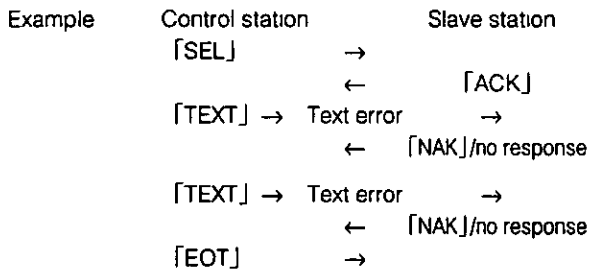 Example Control station Slave station
「SEL」 →
← 「ACK」
「TEXT」 → Text error →
← 「NAK」/no response
「TEXT」 → Text error →
← 「NAK」/no response
「EOT」 →